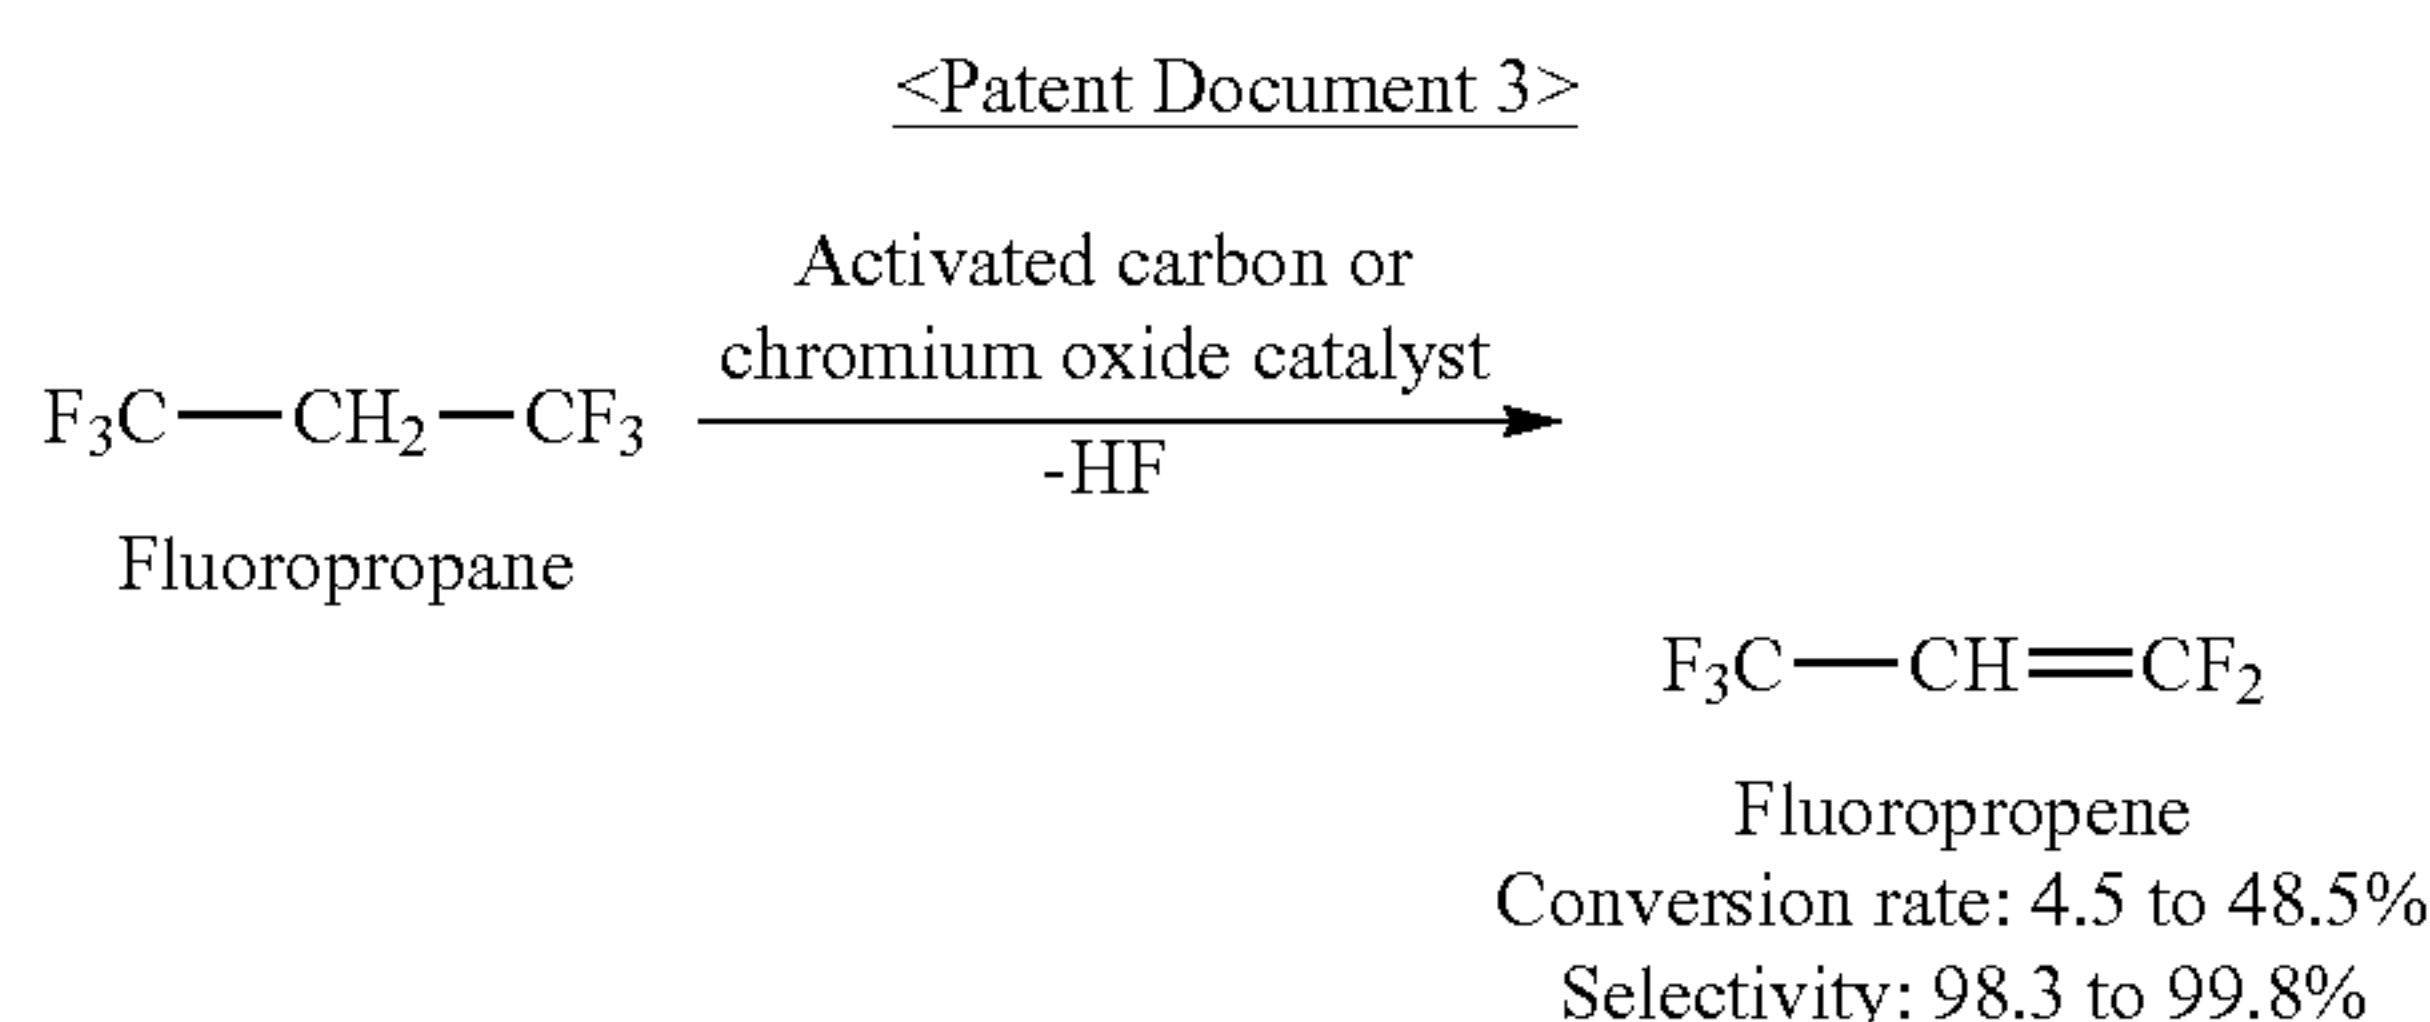 <Patent Document 3>
Activated carbon or
chromium oxide catalyst
F₃C—CH₂—CF₃
-HF
Fluoropropane
F₃C—CH=CF₂
Fluoropropene
Conversion rate: 4.5 to 48.5%
Selectivity: 98.3 to 99.8%